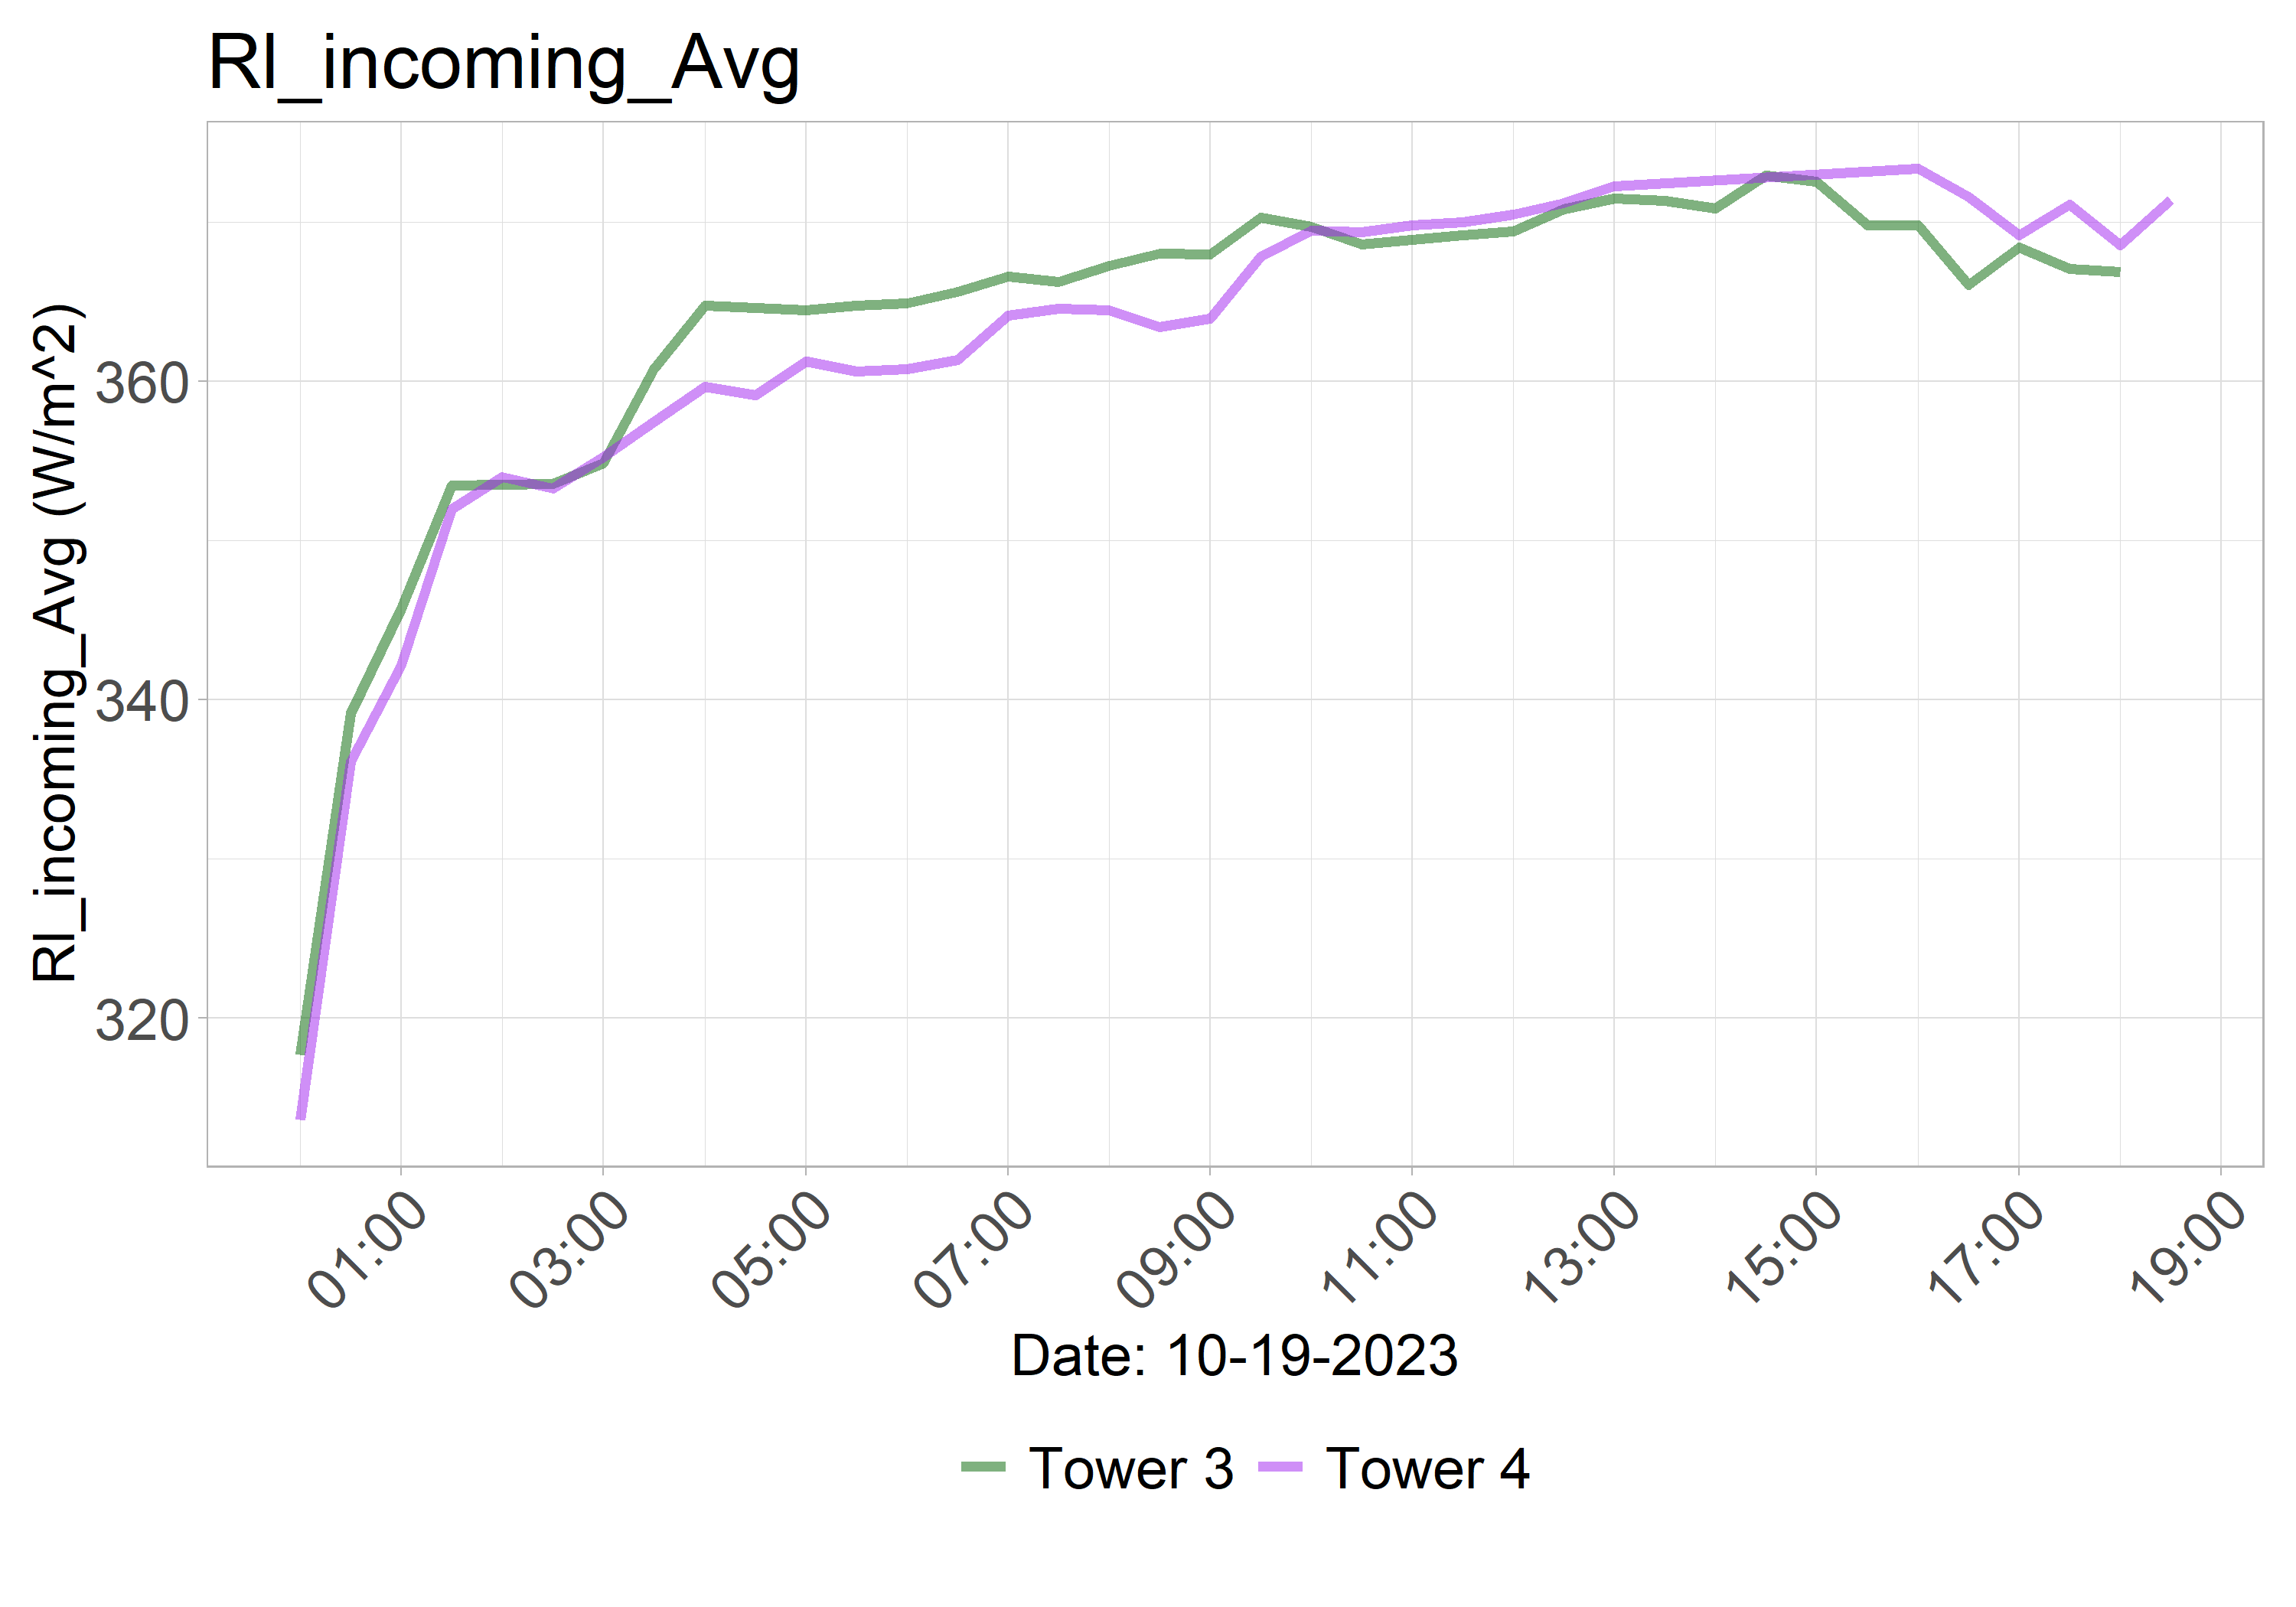 Rl_incoming_Avg
Rl_incoming_Avg (W/m^2)
360
340
320
01:00
03:00
05:00
07:00
09:00
11:00
13:00
15:00
17:00
19:00
Date: 10-19-2023
Tower 3
Tower 4